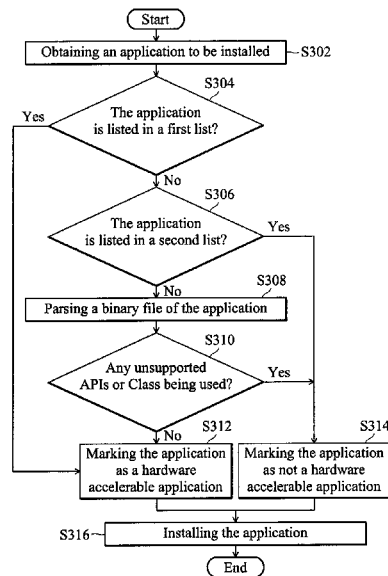 Start
Obtaining an application to be installed
S302
S304
The application
is listed in a first list?
Yes
No
S306
The application
is listed in a second list?
Yes
No
S308
Parsing a binary file of the application
S310
Any unsupported
APIs or Class being used?
Yes
No
S312
Marking the application
as a hardware
accelerable application
S314
Marking the application
as not a hardware
accelerable application
S316
Installing the application
End